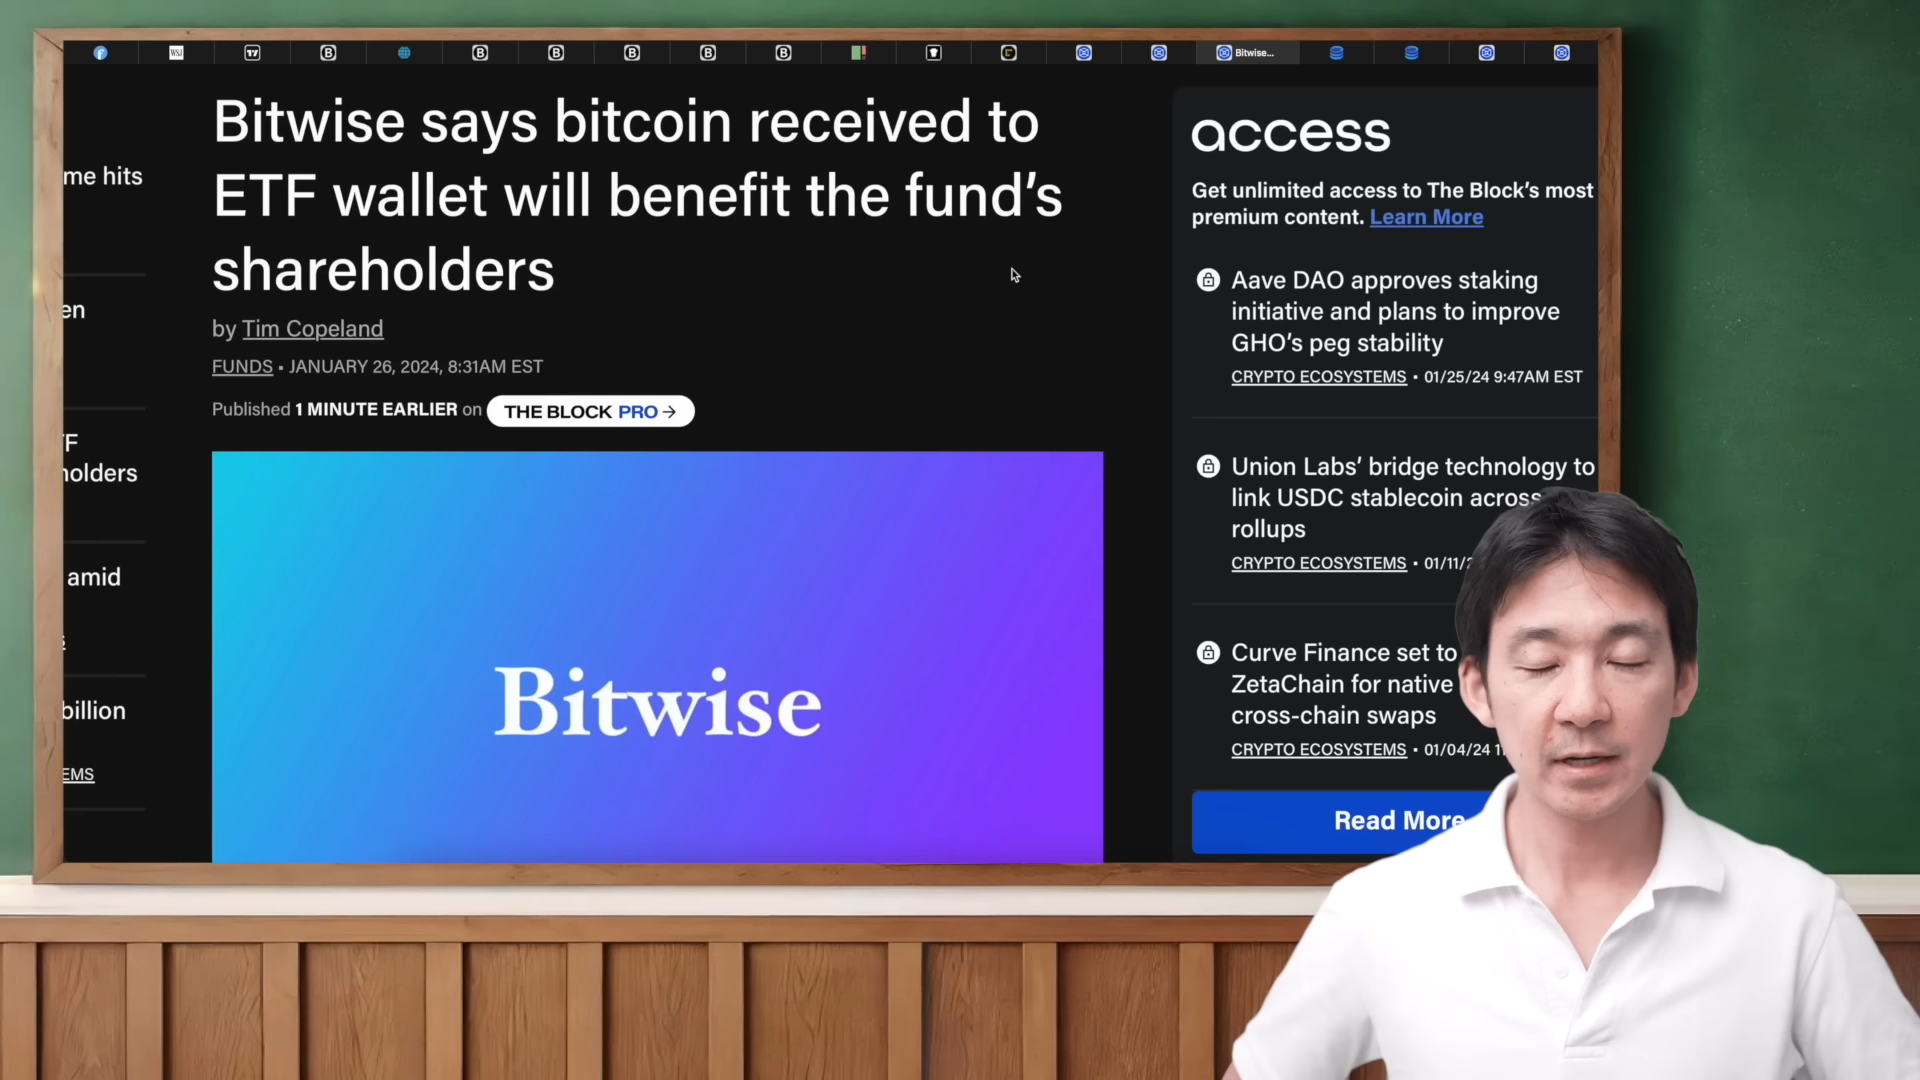 WSJ
Bitwise...
me hits
en
holders
amid
billion
EMS
Bitwise says bitcoin received to
ETF wallet will benefit the fund's
shareholders
by Tim Copeland
FUNDS • JANUARY 26, 2024, 8:31AM EST
Published 1 MINUTE EARLIER on THE BLOCK PRO →
Bitwise
access
Get unlimited access to The Block's most
premium content. Learn More
Aave DAO approves staking
initiative and plans to improve
GHO's peg stability
CRYPTO ECOSYSTEMS • 01/25/24 9:47AM EST
Union Labs' bridge technology to
link USDC stablecoin across
rollups
CRYPTO ECOSYSTEMS • 01/11/2
Curve Finance set to
ZetaChain for native
cross-chain swaps
CRYPTO ECOSYSTEMS • 01/04/24 1
Read More